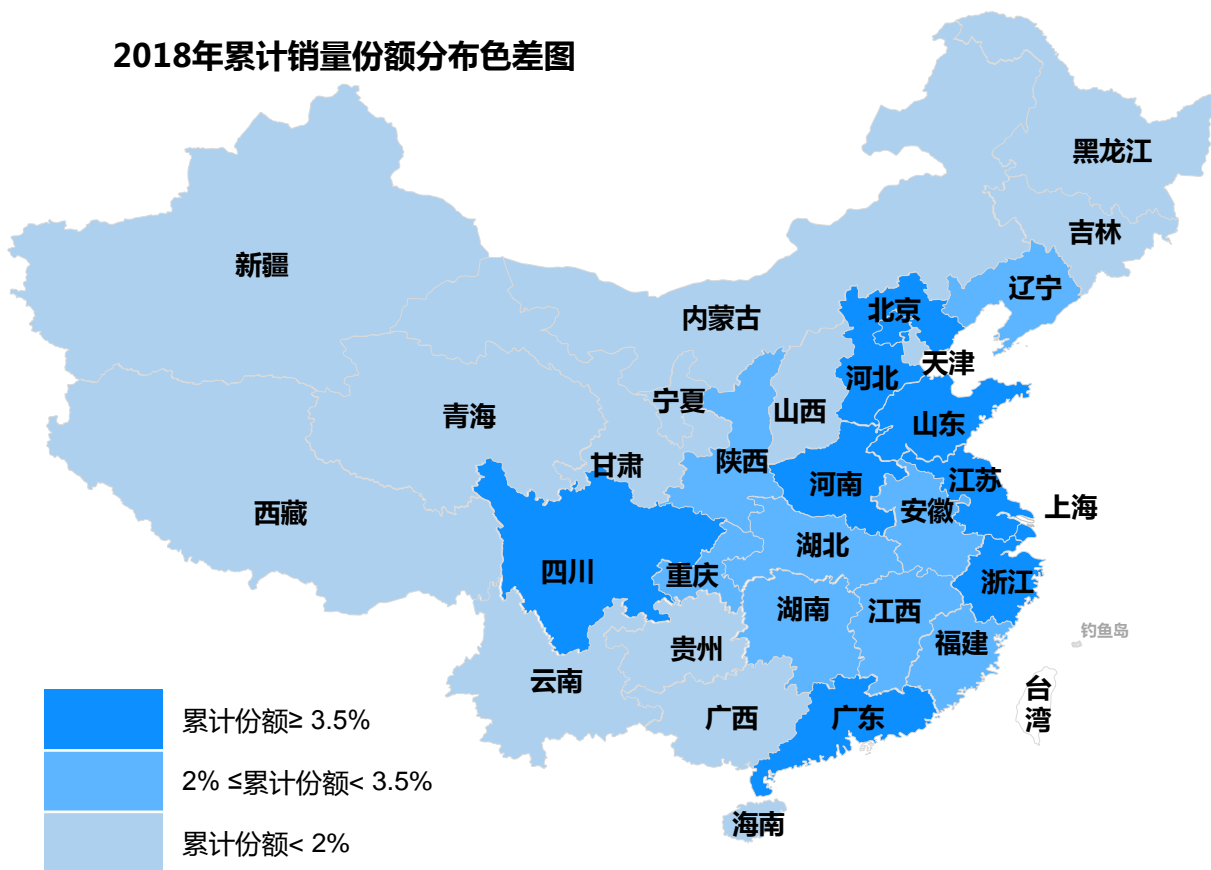 2018年累计销量份额分布色差图
黑龙江
吉林
新疆
辽宁
北京
内蒙古
天津
河北
宁夏
山西
青海
山东
陕西
甘肃
河南
江苏
西藏
安徽
上海
湖北
四川
重庆
浙江
湖南
江西
钓鱼岛
福建
贵州
云南
台
湾
广西
广东
累计份额≥ 3.5%
2% ≤累计份额< 3.5%
海南
累计份额< 2%